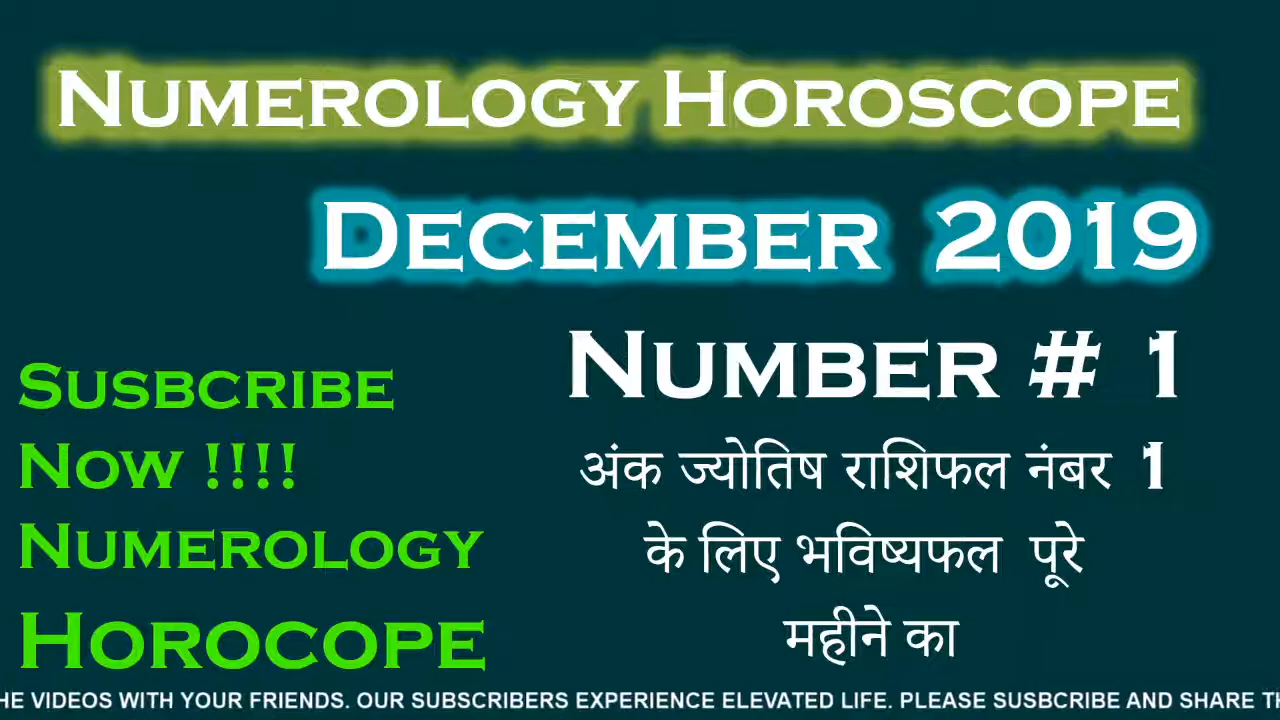 NUMEROLOGY HOROSCOPE
DECEMBER 2019
NUMBER # 1
अंक ज्योतिष राशिफल नंबर 1
के लिए भविष्यफल पूरे
महीने का
SUSBCRIBE
NOW !!!!
NUMEROLOGY
HOROCOPE
HE VIDEOS WITH YOUR FRIENDS. OUR SUBSCRIBERS EXPERIENCE ELEVATED LIFE. PLEASE SUSBCRIBE AND SHARE TH